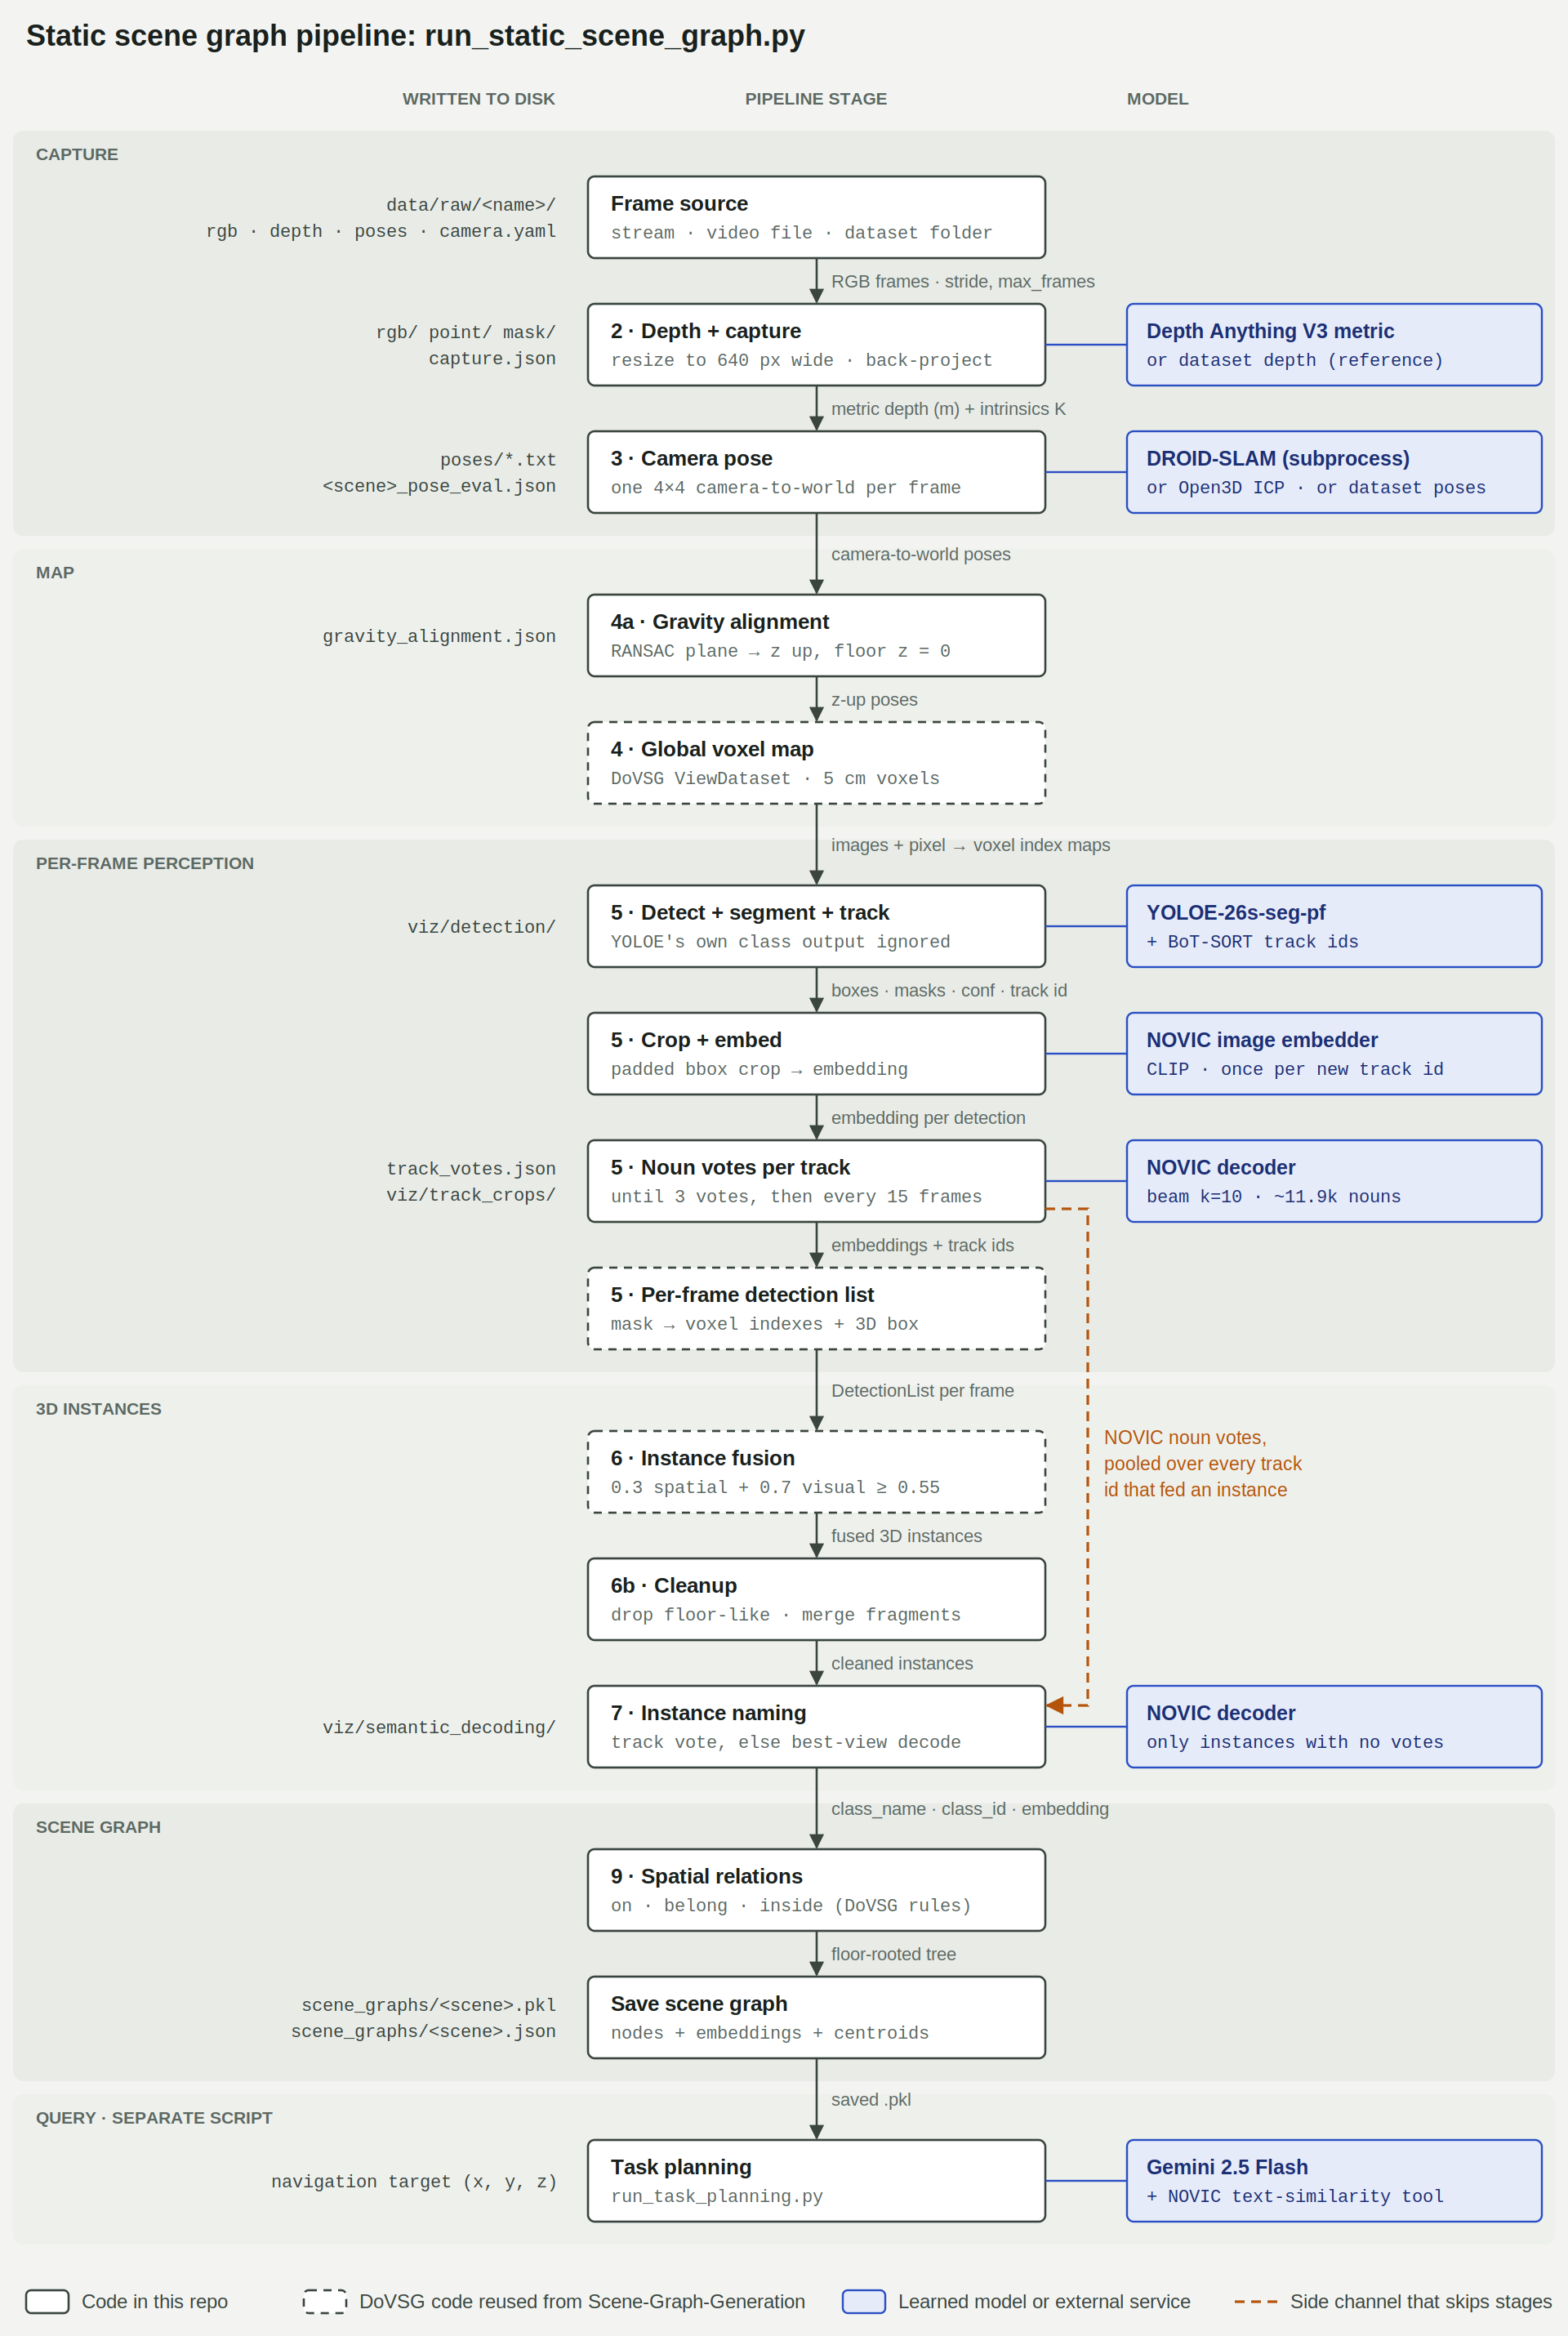 Static scene graph pipeline: run_static_scene_graph.py
WRITTEN TO DISK
PIPELINE STAGE
MODEL
CAPTURE
data/raw/<name>/
rgb · depth · poses · camera.yaml
Frame source
stream · video file · dataset folder
RGB frames · stride, max_frames
rgb/ point/ mask/
capture.json
2 · Depth + capture
resize to 640 px wide · back-project
Depth Anything V3 metric
or dataset depth (reference)
metric depth (m) + intrinsics K
poses/*.txt
<scene>_pose_eval.json
3 · Camera pose
one 4×4 camera-to-world per frame
DROID-SLAM (subprocess)
or Open3D ICP · or dataset poses
camera-to-world poses
MAP
gravity_alignment.json
4a · Gravity alignment
RANSAC plane → z up, floor z = 0
z-up poses
4 · Global voxel map
DoVSG ViewDataset · 5 cm voxels
images + pixel → voxel index maps
PER-FRAME PERCEPTION
viz/detection/
5 · Detect + segment + track
YOLOE's own class output ignored
YOLOE-26s-seg-pf
+ BoT-SORT track ids
boxes · masks · conf · track id
5 · Crop + embed
padded bbox crop → embedding
NOVIC image embedder
CLIP · once per new track id
embedding per detection
track_votes.json
viz/track_crops/
5 · Noun votes per track
until 3 votes, then every 15 frames
NOVIC decoder
beam k=10 · ~11.9k nouns
embeddings + track ids
5 · Per-frame detection list
mask → voxel indexes + 3D box
DetectionList per frame
3D INSTANCES
6 · Instance fusion
0.3 spatial + 0.7 visual ≥ 0.55
NOVIC noun votes,
pooled over every track
id that fed an instance
fused 3D instances
6b · Cleanup
drop floor-like · merge fragments
cleaned instances
viz/semantic_decoding/
7 · Instance naming
track vote, else best-view decode
NOVIC decoder
only instances with no votes
class_name · class_id · embedding
SCENE GRAPH
9 · Spatial relations
on · belong · inside (DoVSG rules)
floor-rooted tree
scene_graphs/<scene>.pkl
scene_graphs/<scene>.json
Save scene graph
nodes + embeddings + centroids
saved .pkl
QUERY · SEPARATE SCRIPT
navigation target (x, y, z)
Task planning
run_task_planning.py
Gemini 2.5 Flash
+ NOVIC text-similarity tool
Code in this repo
DoVSG code reused from Scene-Graph-Generation
Learned model or external service
Side channel that skips stages